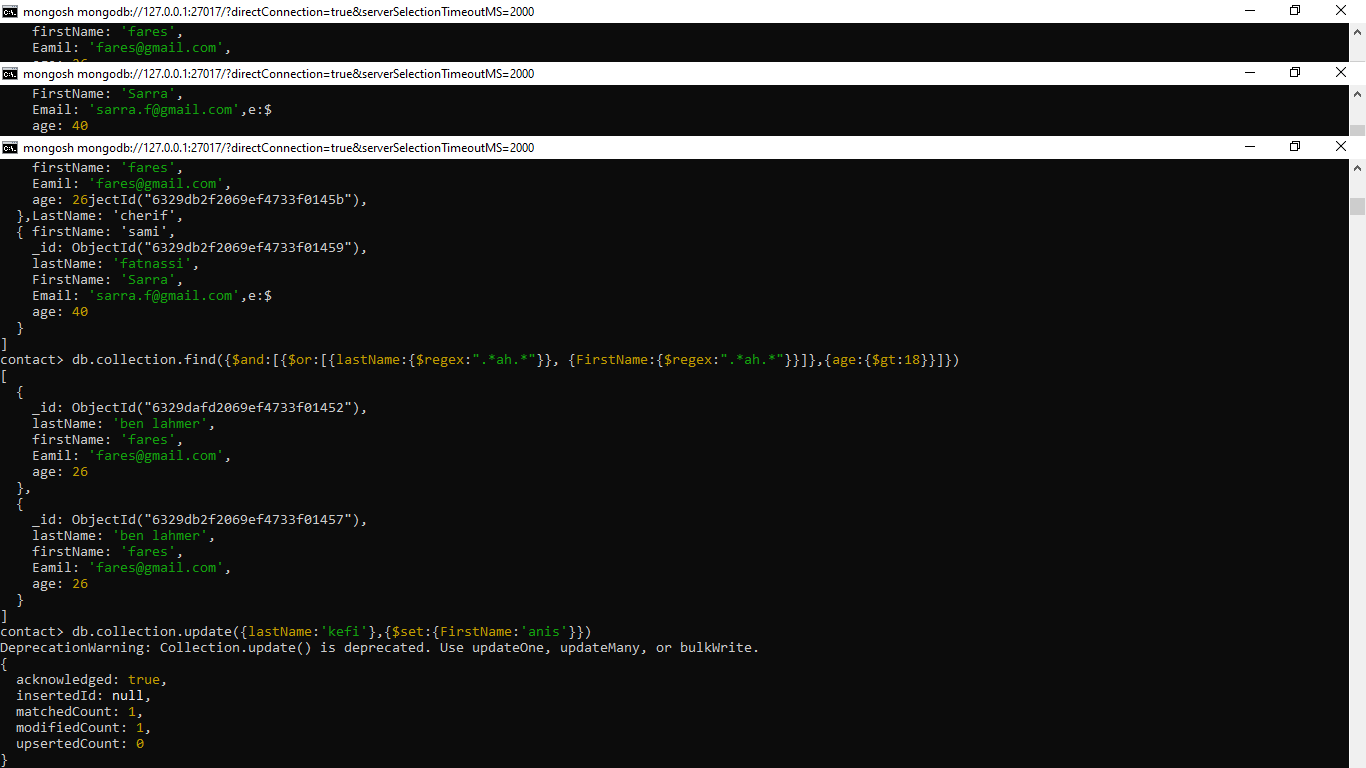 mongosh mongodb://127.0.0.1:27017/?directConnection=true&serverSelectionTimeoutMS=2000
    firstName: 'fares',
    Eamil: 'fares@gmail.com',
mongosh mongodb://127.0.0.1:27017/?directConnection=true&serverSelectionTimeoutMS=2000
    FirstName: 'Sarra',
    Email: 'sarra.f@gmail.com',e:$
    age: 40
mongosh mongodb://127.0.0.1:27017/?directConnection=true&serverSelectionTimeoutMS=2000
    firstName: 'fares',
    Eamil: 'fares@gmail.com',
    age: 26jectId("6329db2f2069ef4733f0145b"),
  },LastName: 'cherif',
  { firstName: 'sami',
    _id: ObjectId("6329db2f2069ef4733f01459"),
    lastName: 'fatnassi',
    FirstName: 'Sarra',
    Email: 'sarra.f@gmail.com',e:$
    age: 40
  }
]
contact> db.collection.find({$and:[{$or:[{lastName:{$regex:".*ah.*"}}, {FirstName:{$regex:".*ah.*"}}]},{age:{$gt:18}}]})
[
  {
    _id: ObjectId("6329dafd2069ef4733f01452"),
    lastName: 'ben lahmer',
    firstName: 'fares',
    Eamil: 'fares@gmail.com',
    age: 26
  },
  {
    _id: ObjectId("6329db2f2069ef4733f01457"),
    lastName: 'ben lahmer',
    firstName: 'fares',
    Eamil: 'fares@gmail.com',
    age: 26
  }
]
contact> db.collection.update({lastName:'kefi'},{$set:{FirstName:'anis'}})
DeprecationWarning: Collection.update() is deprecated. Use updateOne, updateMany, or bulkWrite.
{
  acknowledged: true,
  insertedId: null,
  matchedCount: 1,
  modifiedCount: 1,
  upsertedCount: 0
}